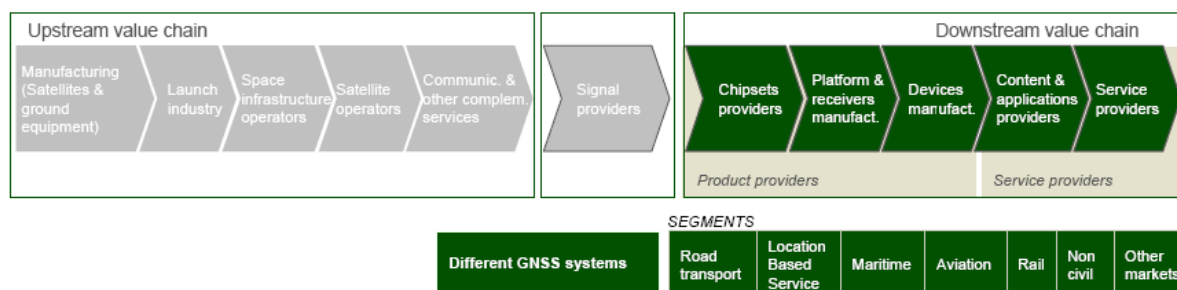 Upstream value chain
Manufacturing
(Satellites &
ground
equipment)
Launch
industry
Space
infrastructure
operators
Satellite
operators
Communic. &
other complem.
services
Signal
providers
Downstream value chain
Chipsets
providers
Platform &
receivers
manufact.
Devices
manufact.
Content &
applications
providers
Service
providers
Product providers
Service providers
SEGMENTS
Different GNSS systems
Road
transport
Location
Based
Service
Maritime
Aviation
Rail
Non
civil
Other
markets